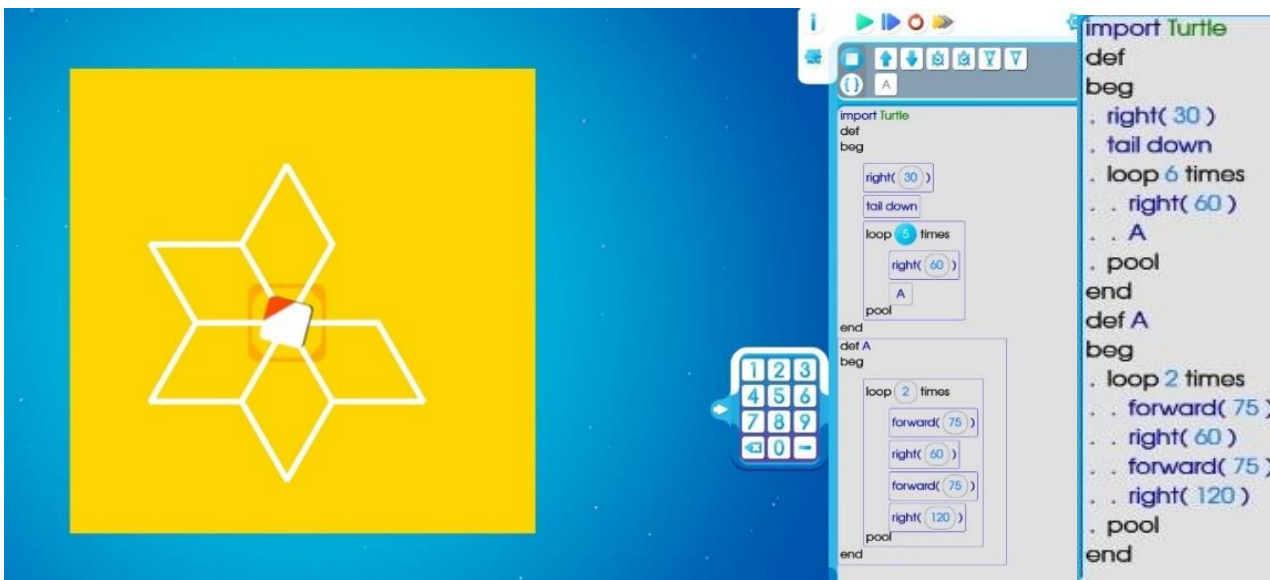 i
A
import Turtle
def
beg
right( 30 )
tail down
loop 5 times
right( 60 )
A
pool
end
def A
beg
loop 2 times
forward( 75 )
right( 60 )
forward( 75 )
right( 120 )
pool
end
1 2 3
4 5 6
7 8 9
0 -
import Turtle
def
beg
. right( 30 )
. tail down
. loop 6 times
. . right( 60 )
. . A
. pool
end
def A
beg
. loop 2 times
. . forward( 75 )
. . right( 60 )
. . forward( 75 )
. . right( 120 )
. pool
end